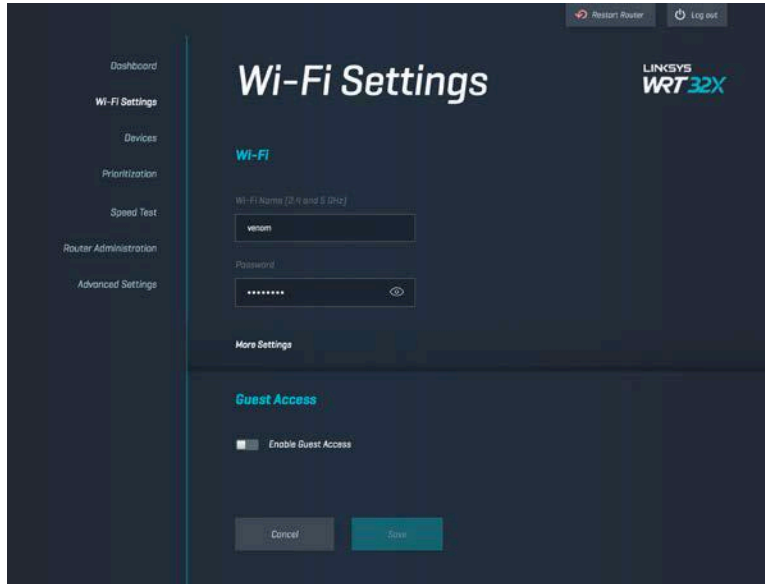 Restart Router
Log out
Dashboard
Wi-Fi Settings
Devices
Prioritization
Speed Test
Router Administration
Advanced Settings
Wi-Fi Settings
LINKSYS
WRT32X
Wi-Fi
Wi-Fi Name (2.4 and 5 GHz)
venom
Password
••••••••
More Settings
Guest Access
Enable Guest Access
Cancel
Save